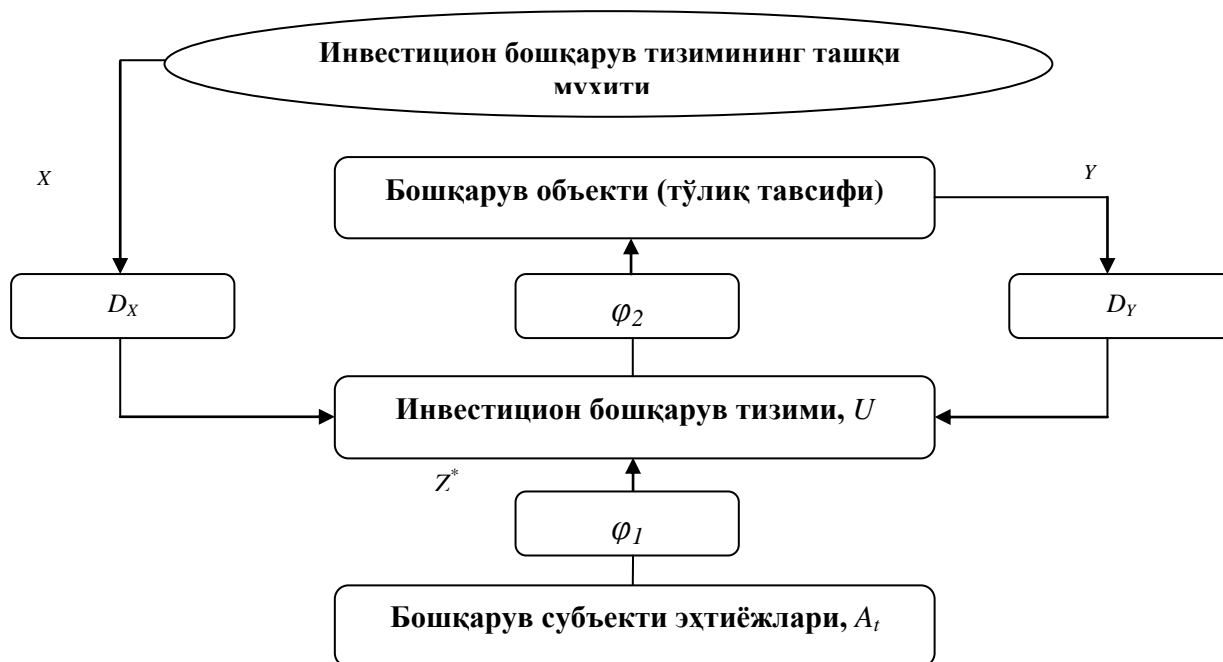 Инвестицион бошқарув тизимининг ташқи
муҳити
X
Бошқарув объекти (тўлиқ тавсифи)
Y
D_X
φ_2
D_Y
Инвестицион бошқарув тизими, U
Z*
φ_1
Бошқарув субъекти эҳтиёжлари, A_t